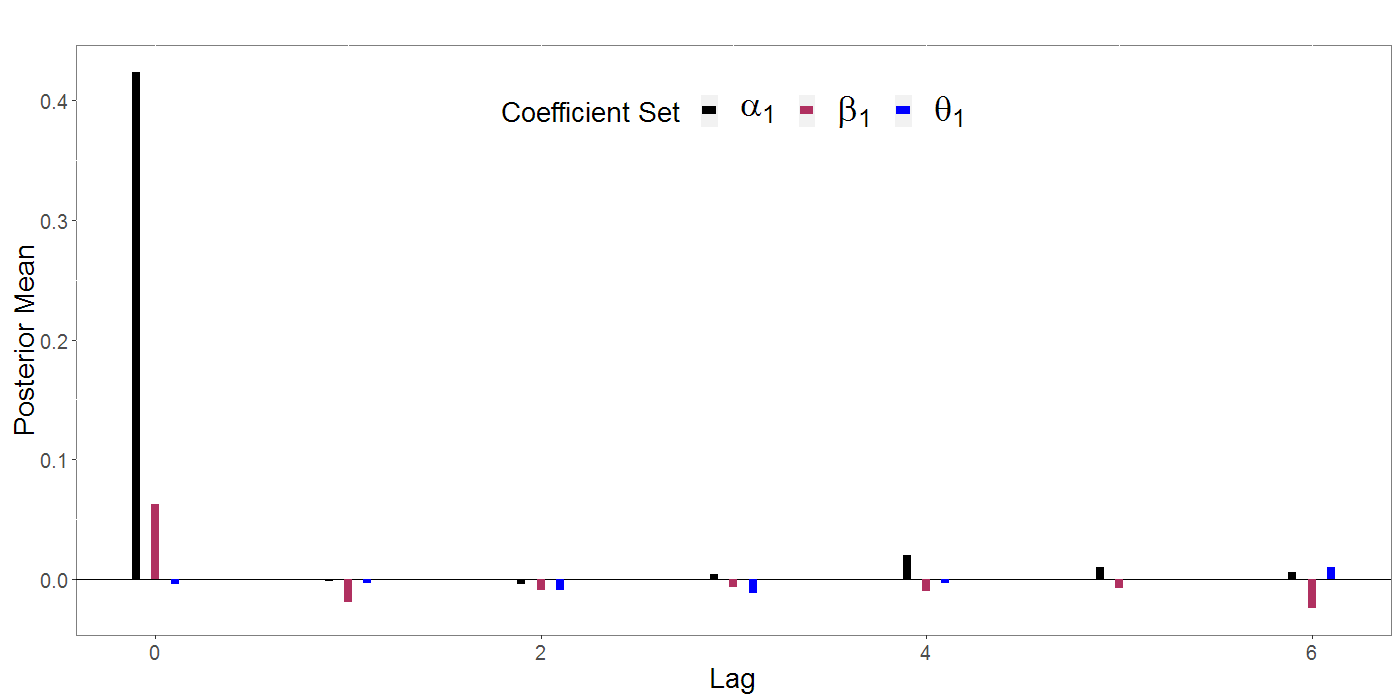 Coefficient Set α1 β1 θ1
0.4
0.3
0.2
0.1
0.0
Posterior Mean
0 2 4 6
Lag